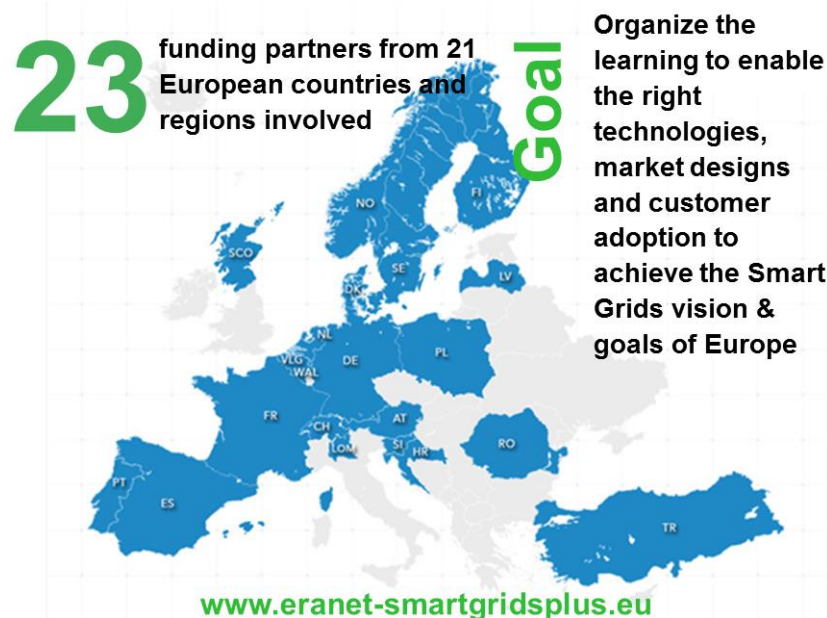 23
funding partners from 21
European countries and
regions involved
Goal
Organize the
learning to enable
the right
technologies,
market designs
and customer
adoption to
achieve the Smart
Grids vision &
goals of Europe
NO
FI
SCO
SE
DK
LV
NL
VLG
WAL
DE
PL
FR
CH
AT
LOM
SI
HR
RO
PT
ES
TR
www.eranet-smartgridsplus.eu